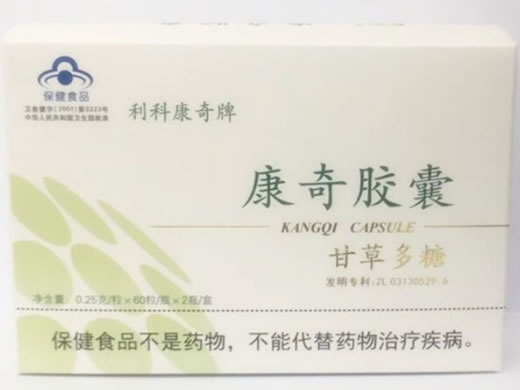 保健食品
卫食健字(2001)第0323号
中华人民共和国卫生部批准
利科康奇牌
康奇胶囊
KANGQI CAPSULE
甘草多糖
发明专利:ZL 03130529. 6
净含量: 0.25克/粒×60粒/瓶×2瓶/盒
保健食品不是药物,不能代替药物治疗疾病。